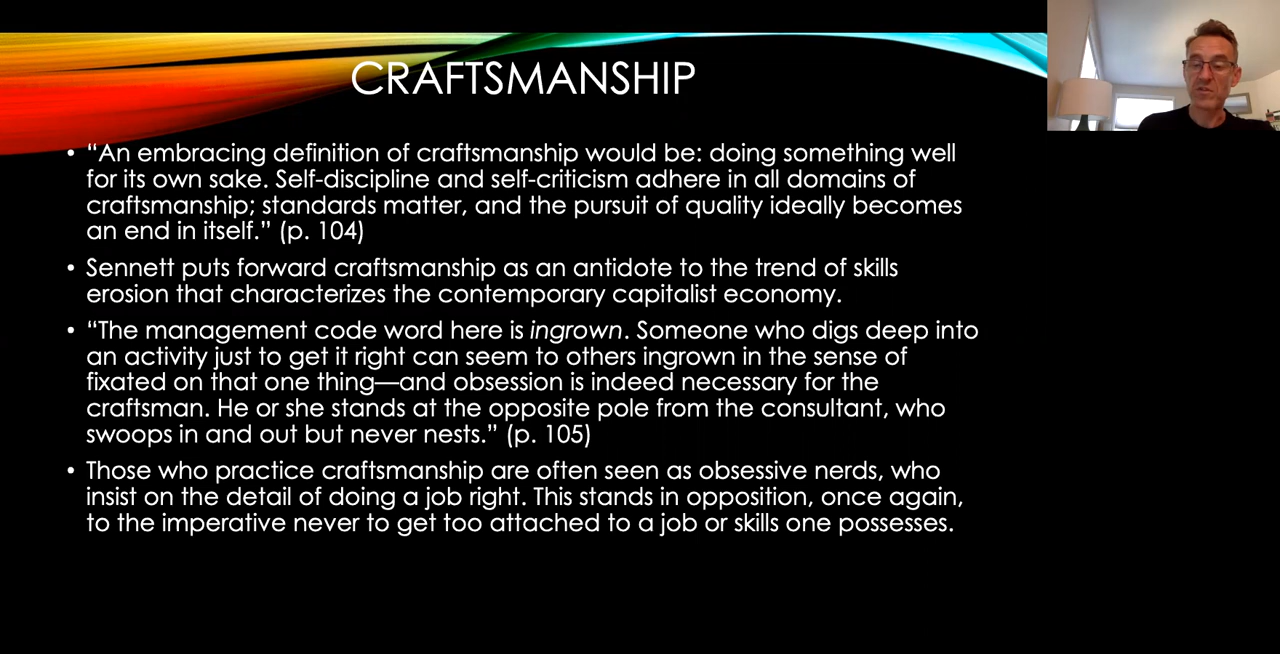 CRAFTSMANSHIP
• “An embracing definition of craftsmanship would be: doing something well
for its own sake. Self-discipline and self-criticism adhere in all domains of
craftsmanship; standards matter, and the pursuit of quality ideally becomes
an end in itself.” (p. 104)
• Sennett puts forward craftsmanship as an antidote to the trend of skills
erosion that characterizes the contemporary capitalist economy.
• “The management code word here is ingrown. Someone who digs deep into
an activity just to get it right can seem to others ingrown in the sense of
fixated on that one thing—and obsession is indeed necessary for the
craftsman. He or she stands at the opposite pole from the consultant, who
swoops in and out but never nests.” (p. 105)
• Those who practice craftsmanship are often seen as obsessive nerds, who
insist on the detail of doing a job right. This stands in opposition, once again,
to the imperative never to get too attached to a job or skills one possesses.